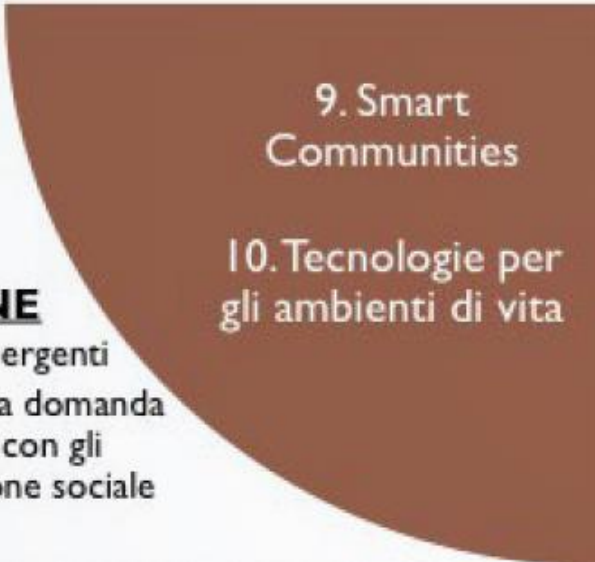 9. Smart
Communities
10. Tecnologie per
gli ambienti di vita
NE
ergenti
a domanda
con gli
one sociale